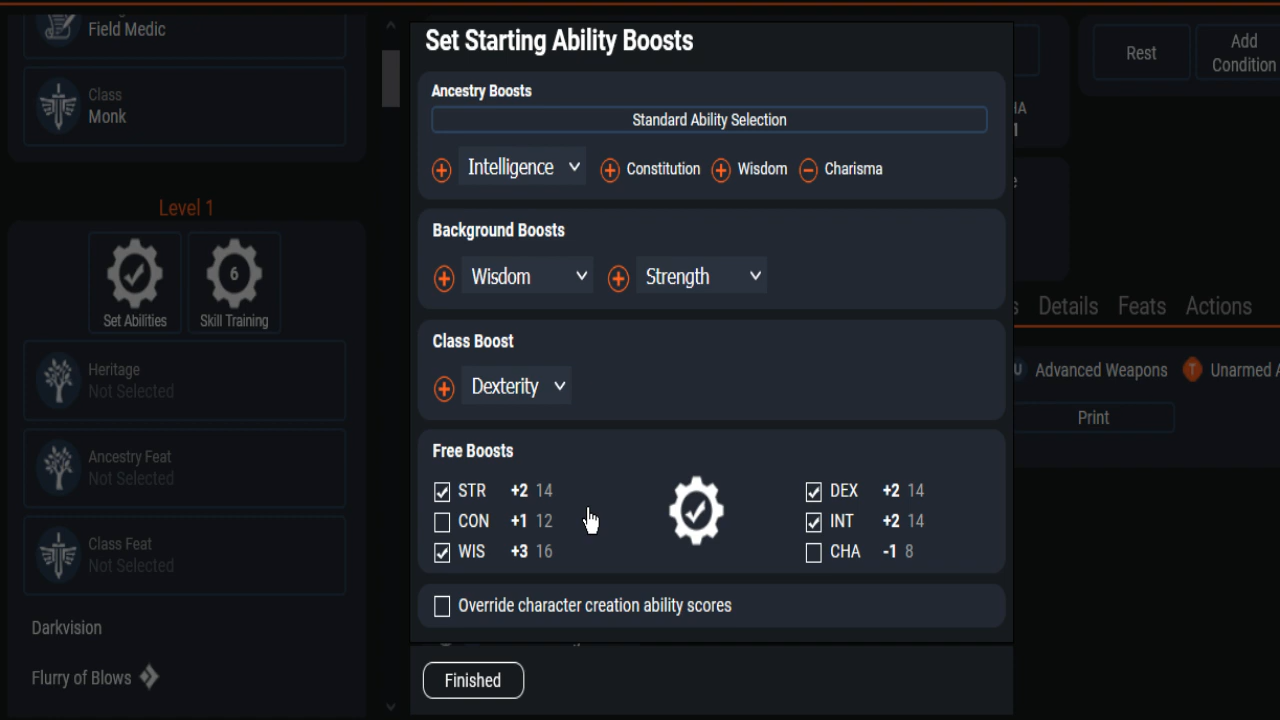 Field Medic
Class
Monk
Level 1
6
Set Abilities
Skill Training
Heritage
Not Selected
Ancestry Feat
Not Selected
Class Feat
Not Selected
Darkvision
Flurry of Blows
Set Starting Ability Boosts
Ancestry Boosts
Standard Ability Selection
Intelligence Constitution Wisdom Charisma
Background Boosts
Wisdom Strength
Class Boost
Dexterity
Free Boosts
STR +2 14 DEX +2 14
CON +1 12 INT +2 14
WIS +3 16 CHA -1 8
Override character creation ability scores
Finished
Rest
Add
Condition
Details Feats Actions
Advanced Weapons T Unarmed
Print